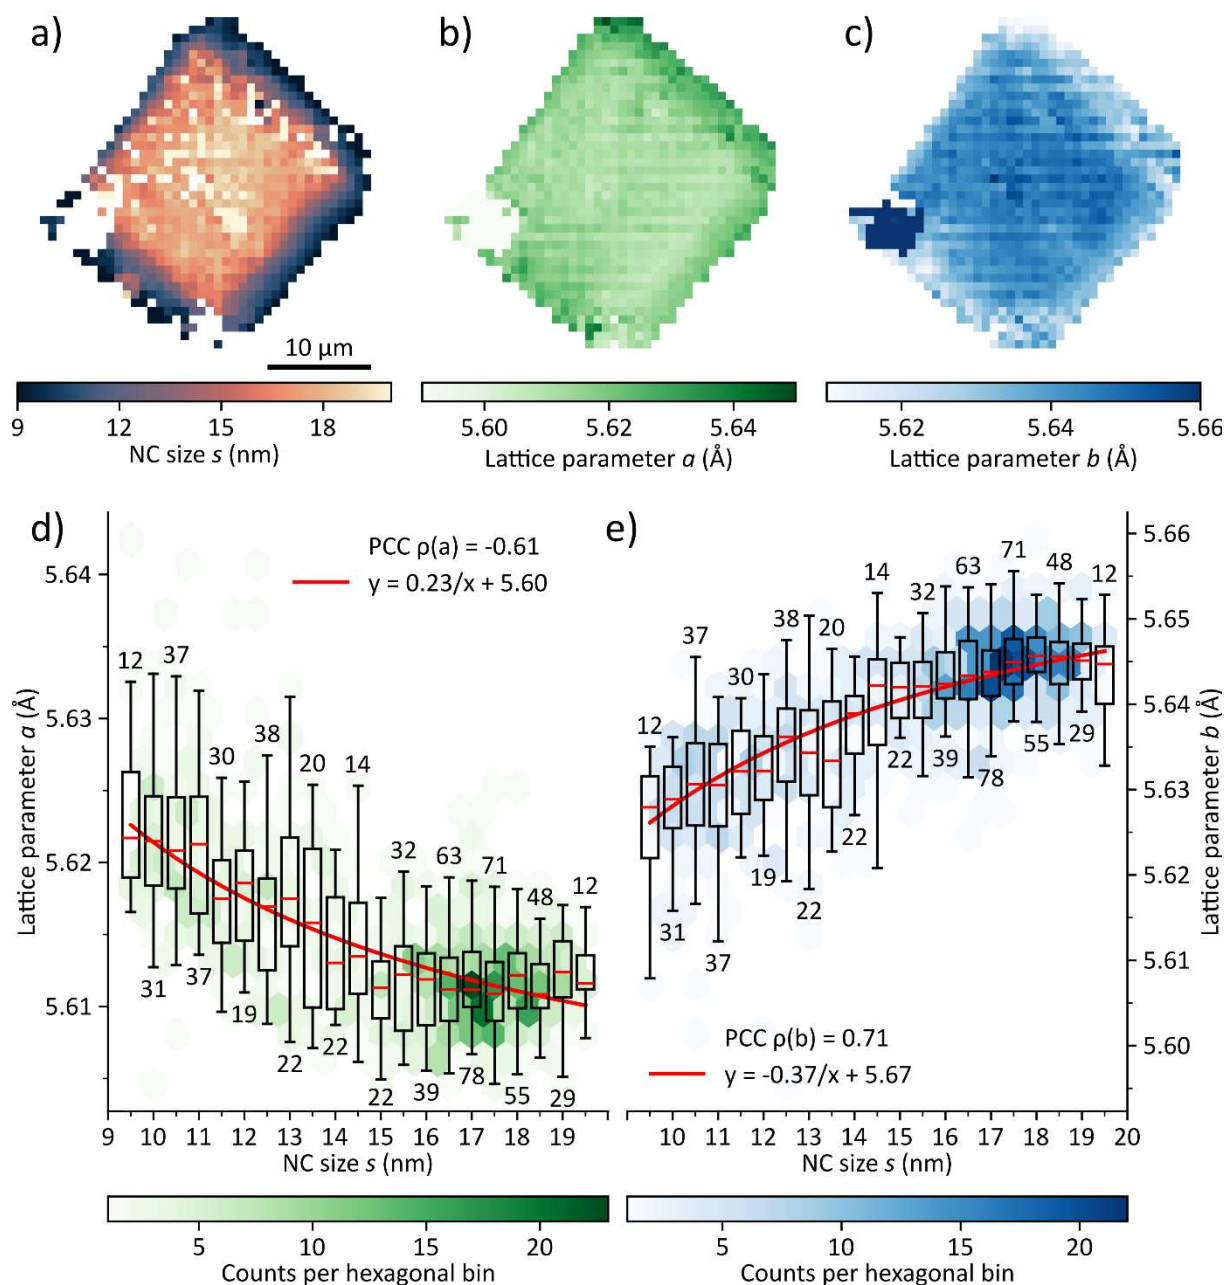 a)
b)
c)
10 µm
9 12 15 18
NC size s (nm)
5.60 5.62 5.64
Lattice parameter a (Å)
5.62 5.64 5.66
Lattice parameter b (Å)
d)
PCC ρ(a) = -0.61
y = 0.23/x + 5.60
5.64
5.63
5.62
5.61
Lattice parameter a (Å)
12 37 30 38 20 14 32 63 71 48 12
31 37 19 22 22 22 39 78 55 29
9 10 11 12 13 14 15 16 17 18 19
NC size s (nm)
5 10 15 20
Counts per hexagonal bin
e)
12 37 30 38 20 14 32 63 71 48 12
31 37 19 22 22 22 39 78 55 29
PCC ρ(b) = 0.71
y = -0.37/x + 5.67
5.66
5.65
5.64
5.63
5.62
5.61
5.60
Lattice parameter b (Å)
10 11 12 13 14 15 16 17 18 19 20
NC size s (nm)
5 10 15 20
Counts per hexagonal bin